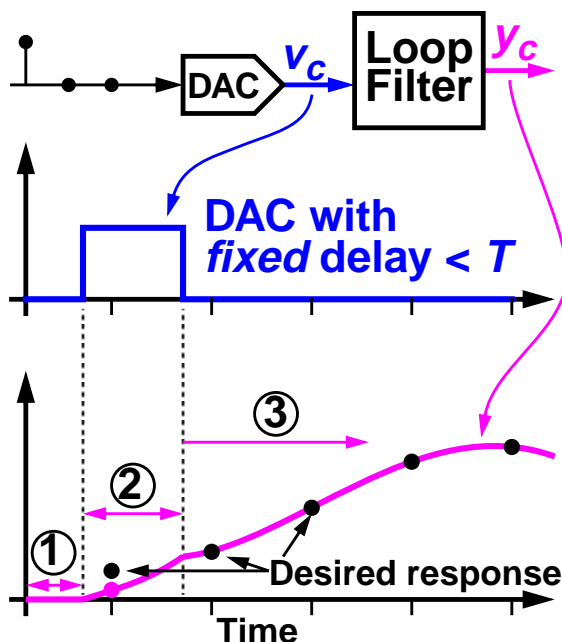 DAC
v_c
Loop
Filter
y_c
DAC with
fixed delay < T
1
2
3
Desired response
Time